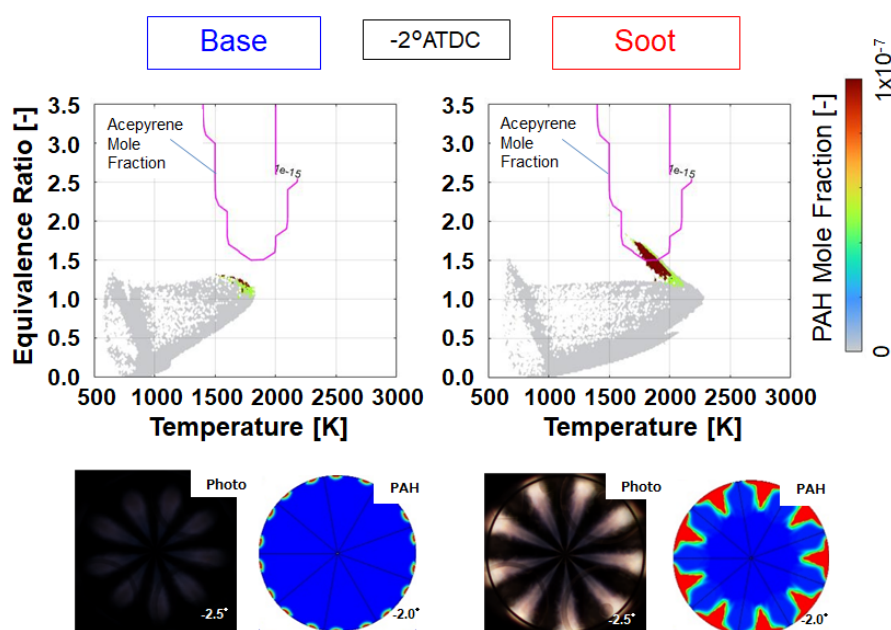 Base
-2°ATDC
Soot
Equivalence Ratio [-]
3.5
3.0
2.5
2.0
1.5
1.0
0.5
0.0
Acepyrene
Mole
Fraction
1e-15
500 1000 1500 2000 2500 3000
Temperature [K]
3.5
3.0
2.5
2.0
1.5
1.0
0.5
0.0
Acepyrene
Mole
Fraction
1e-15
500 1000 1500 2000 2500 3000
Temperature [K]
PAH Mole Fraction [-]
1x10-7
0
Photo
-2.5°
PAH
-2.0°
Photo
-2.5°
PAH
-2.0°